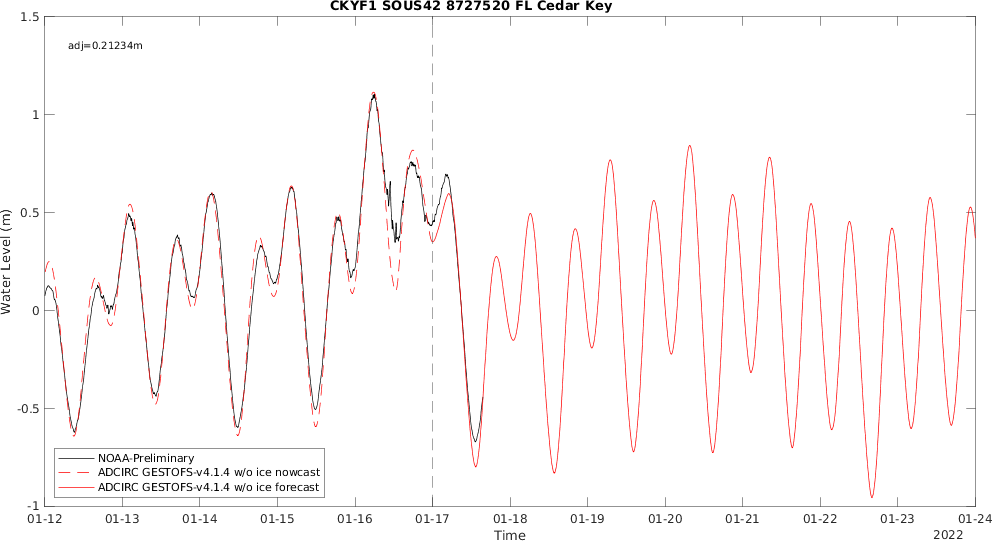 CKYF1 SOUS42 8727520 FL Cedar Key
1.5
adj=0.21234m
1
0.5
0
-0.5
-1
Water Level (m)
NOAA-Preliminary
ADCIRC GESTOFS-v4.1.4 w/o ice nowcast
ADCIRC GESTOFS-v4.1.4 w/o ice forecast
01-12 01-13 01-14 01-15 01-16 01-17 01-18 01-19 01-20 01-21 01-22 01-23 01-24
Time
2022